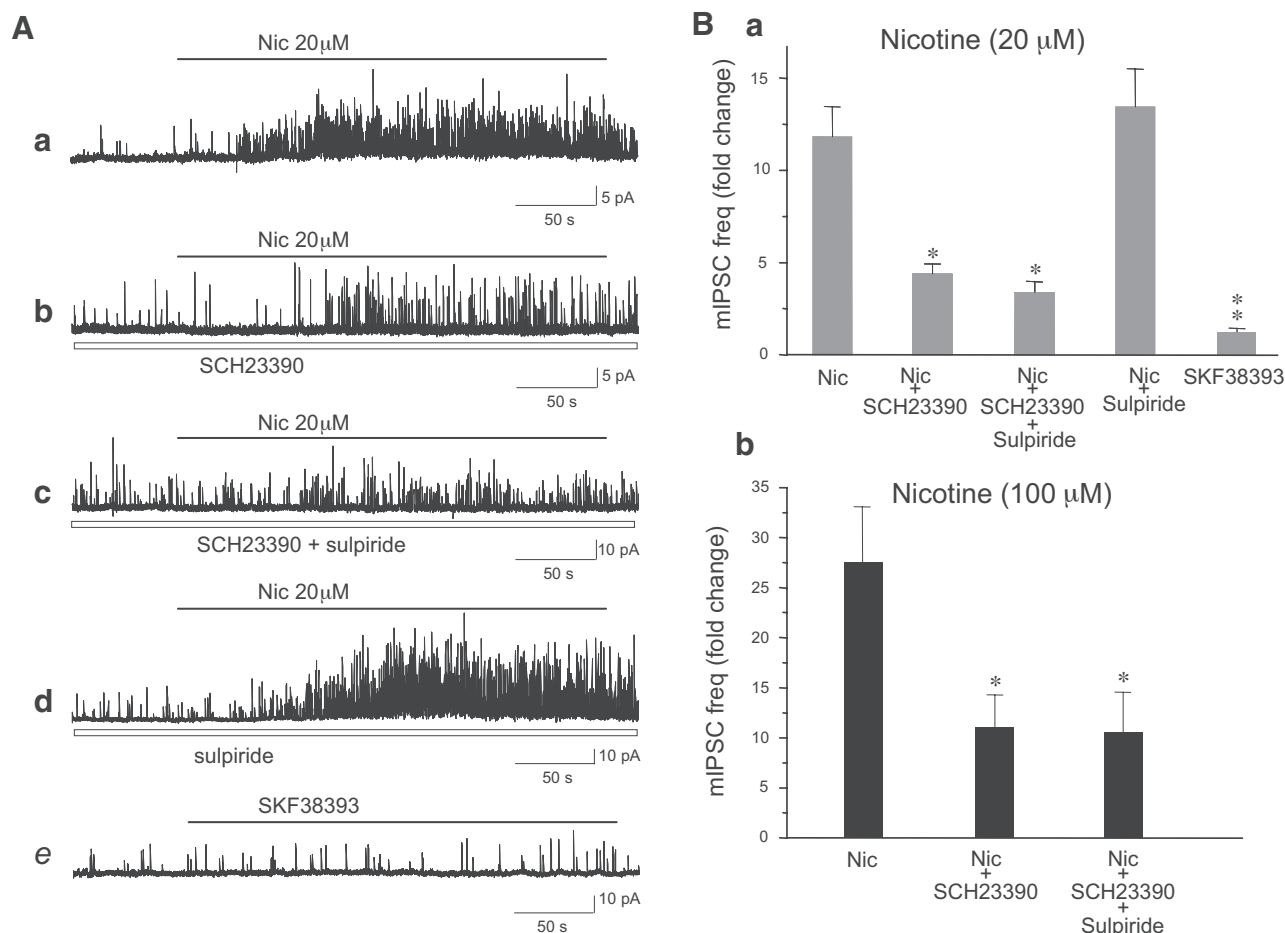 A
Nic 20μM
a
5 pA
50 s
Nic 20μM
b
SCH23390
5 pA
50 s
Nic 20μM
c
SCH23390 + sulpiride
10 pA
50 s
Nic 20μM
d
sulpiride
10 pA
50 s
SKF38393
e
10 pA
50 s
B a
Nicotine (20 μM)
mIPSC freq (fold change)
15
10
5
0
Nic
Nic
+
SCH23390
Nic
+
SCH23390
+
Sulpiride
Nic
+
Sulpiride
SKF38393
*
*
*
*
b
Nicotine (100 μM)
mIPSC freq (fold change)
35
30
25
20
15
10
5
0
*
*
Nic
Nic
+
SCH23390
Nic
+
SCH23390
+
Sulpiride